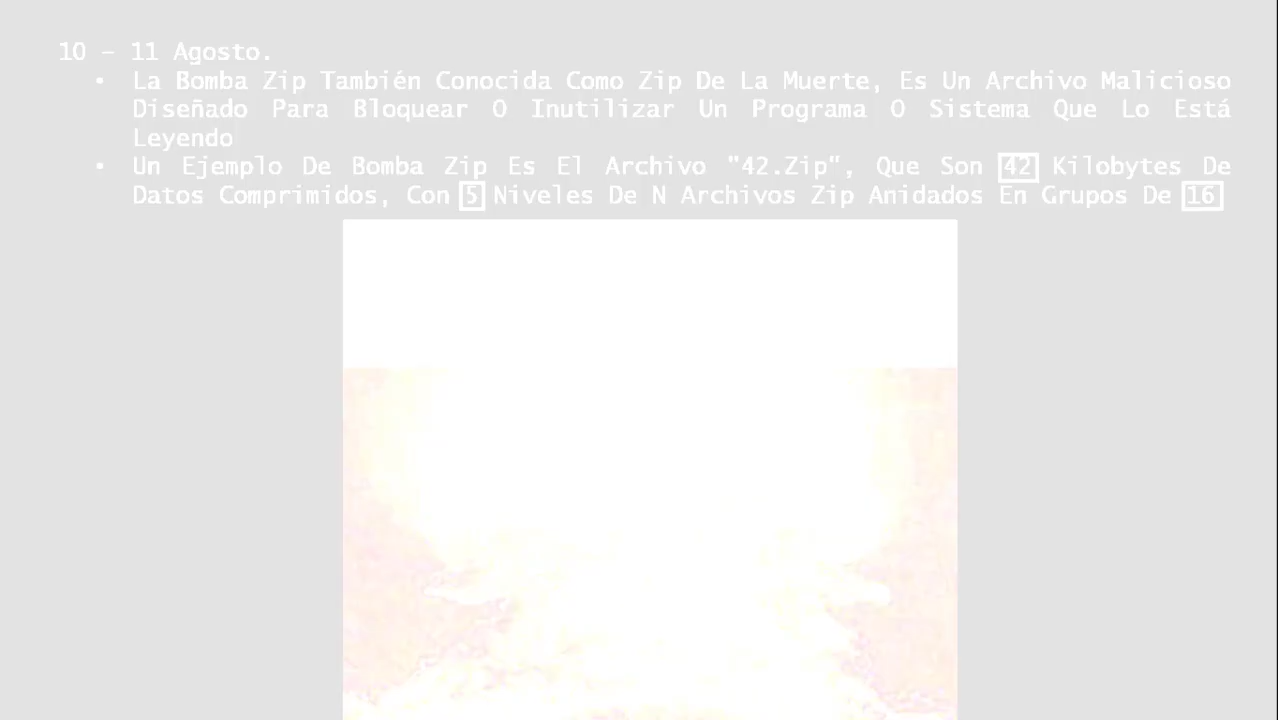 10 – 11 Agosto.
▪ La Bomba Zip También Conocida Como Zip De La Muerte, Es Un Archivo Malicioso
Diseñado Para Bloquear O Inutilizar Un Programa O Sistema Que Lo Está
Leyendo
▪ Un Ejemplo De Bomba Zip Es El Archivo "42.Zip", Que Son 42 Kilobytes De
Datos Comprimidos, Con 5 Niveles De N Archivos Zip Anidados En Grupos De 16